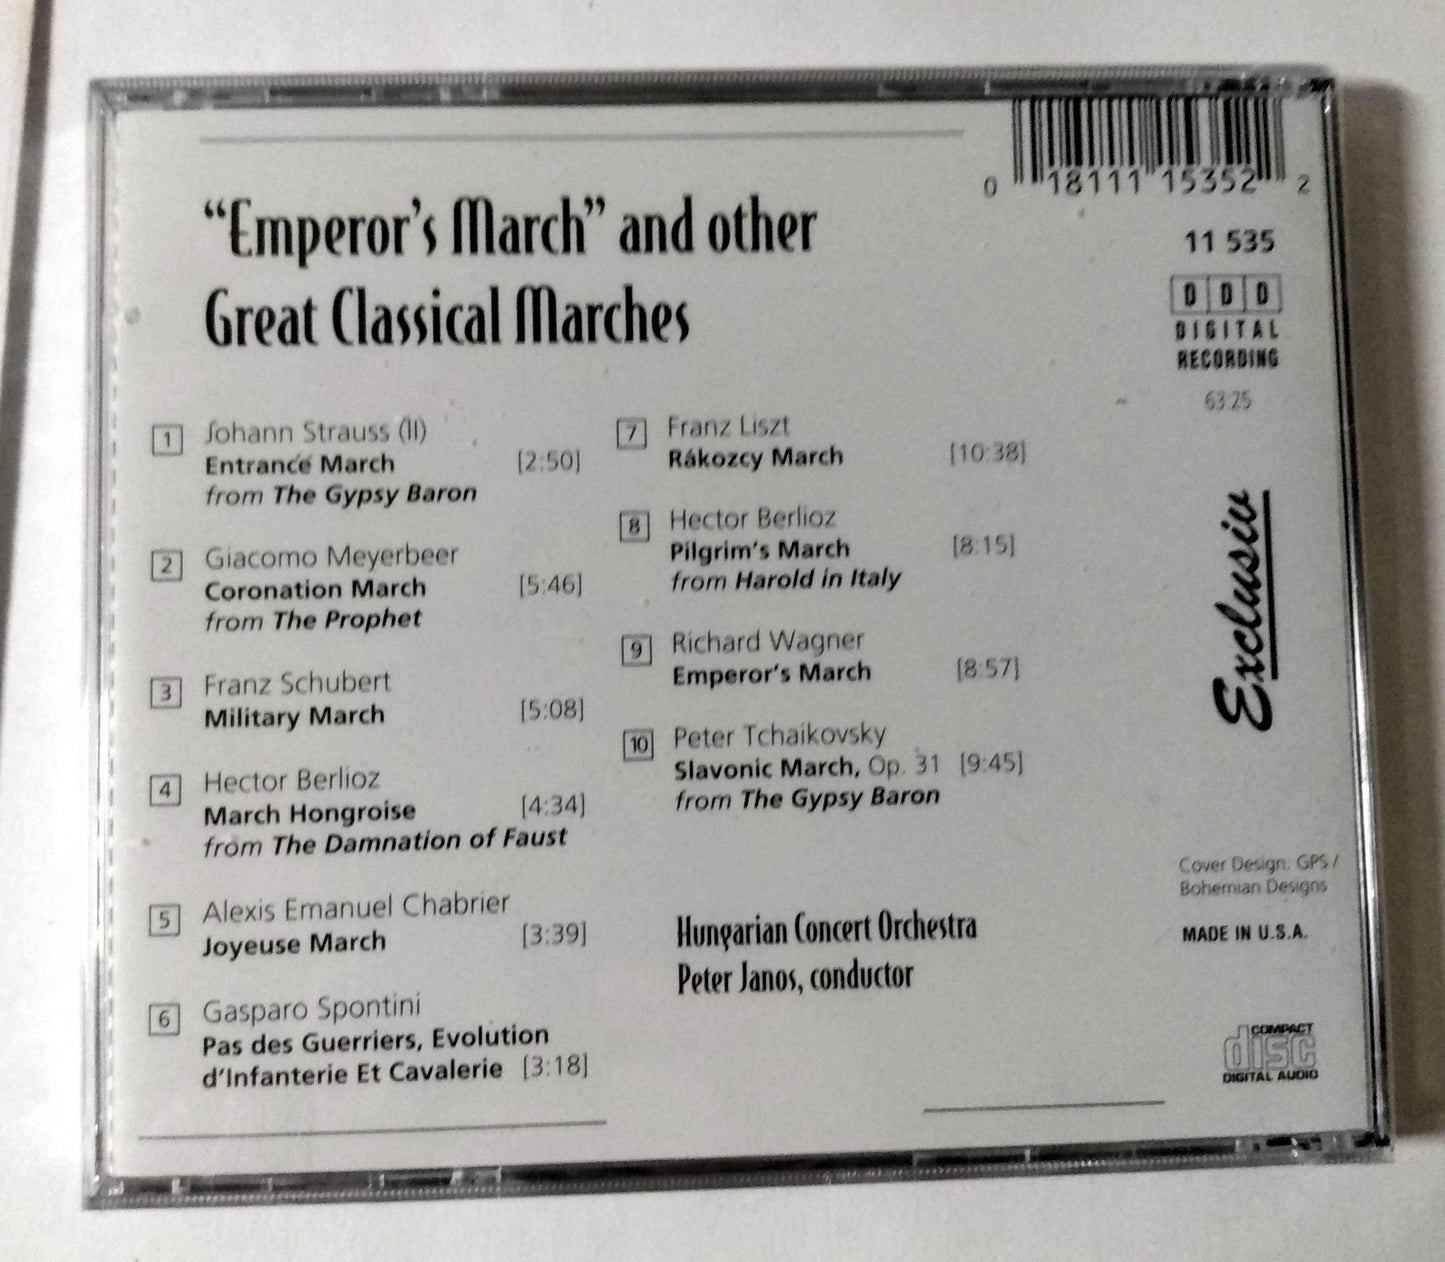 0 18111 15352 2
"Emperor's March" and other
Great Classical Marches
11 535
D D D
DIGITAL
RECORDING
63:25
1 Johann Strauss (II)
Entrance March [2:50]
from The Gypsy Baron
2 Giacomo Meyerbeer
Coronation March [5:46]
from The Prophet
3 Franz Schubert
Military March [5:08]
4 Hector Berlioz
March Hongroise [4:34]
from The Damnation of Faust
5 Alexis Emanuel Chabrier
Joyeuse March [3:39]
6 Gasparo Spontini
Pas des Guerriers, Evolution
d'Infanterie Et Cavalerie [3:18]
7 Franz Liszt
Rákozcy March [10:38]
8 Hector Berlioz
Pilgrim's March [8:15]
from Harold in Italy
9 Richard Wagner
Emperor's March [8:57]
10 Peter Tchaikovsky
Slavonic March, Op. 31 [9:45]
from The Gypsy Baron
Hungarian Concert Orchestra
Peter Janos, conductor
Exclusiv
Cover Design: GPS /
Bohemian Designs
MADE IN U.S.A.
COMPACT
disc
DIGITAL AUDIO